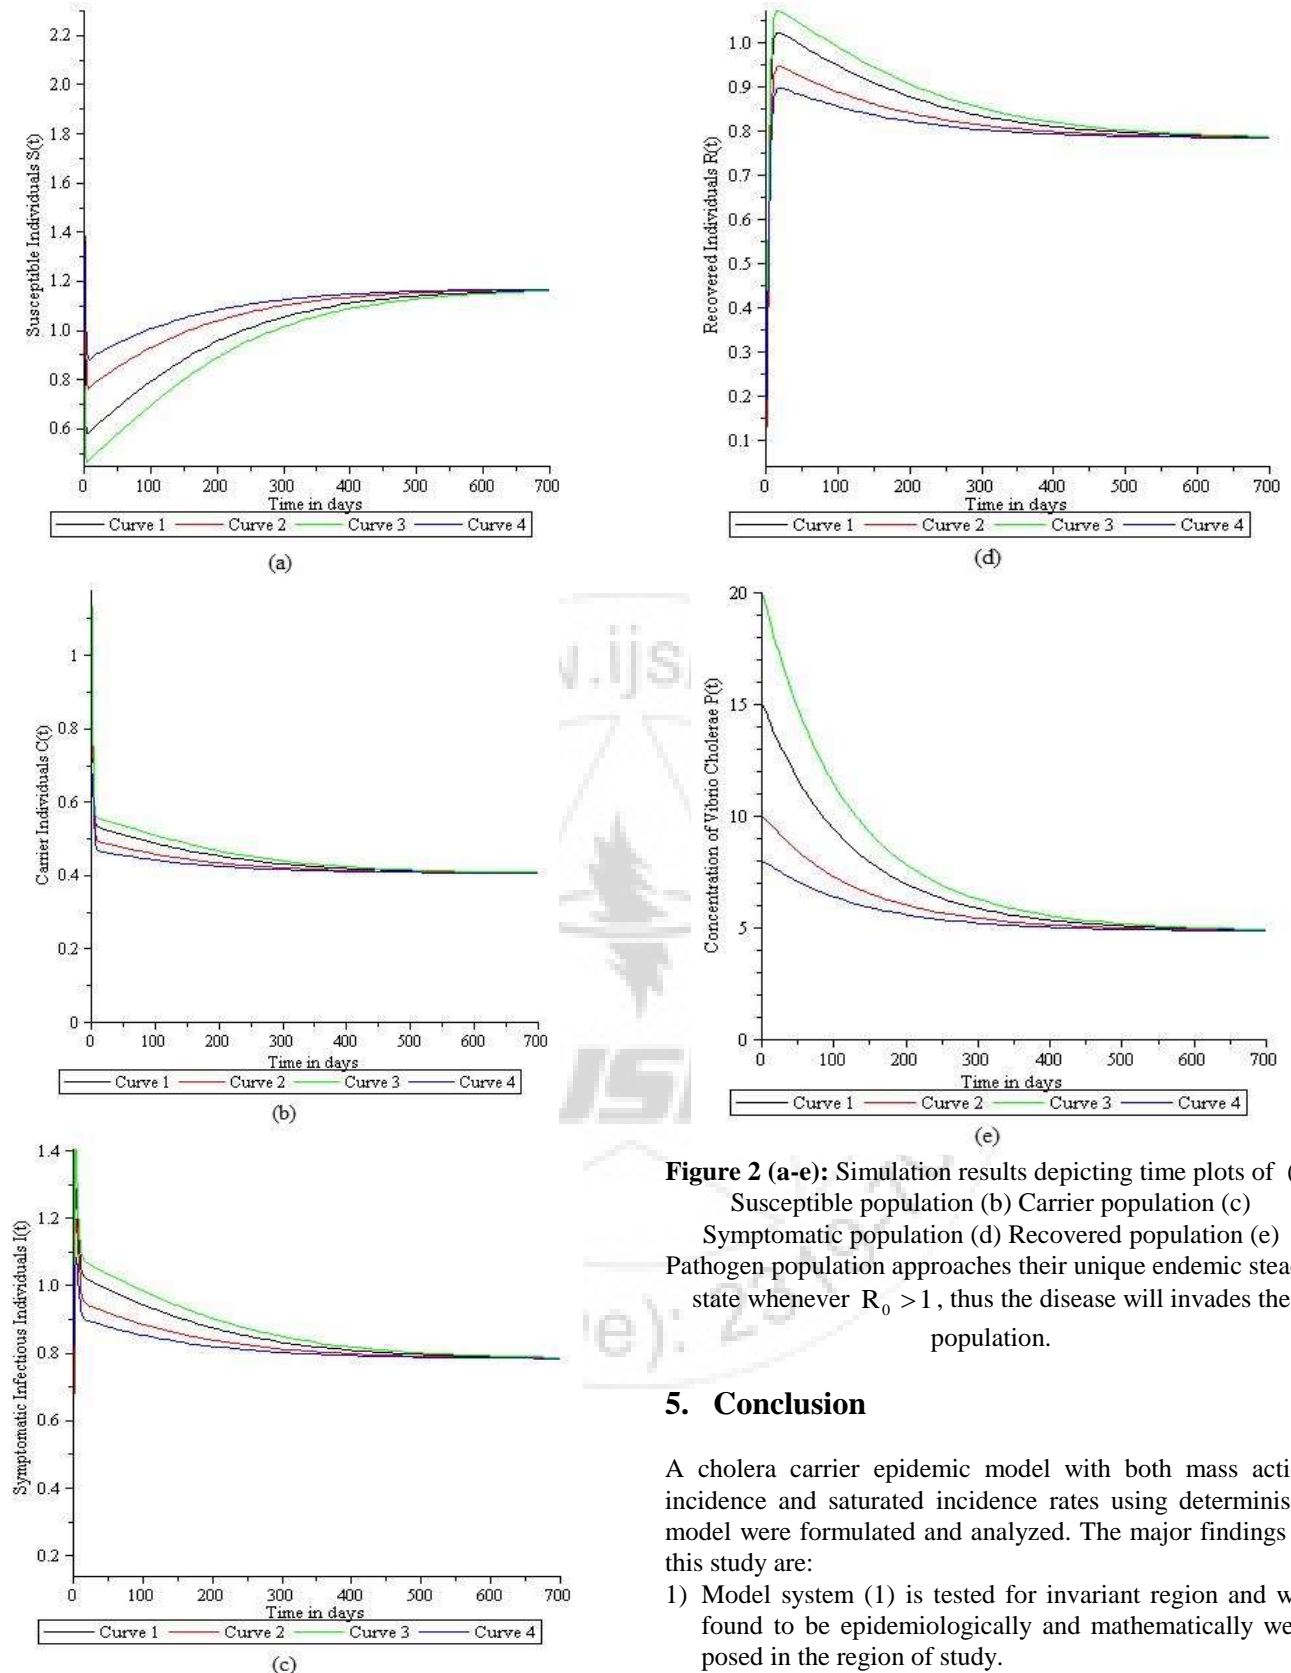 2.2
2.0
1.8
1.6
1.4
1.2
1.0
0.8
0.6
Susceptible Individuals S(t)
0 100 200 300 400 500 600 700
Time in days
Curve 1 Curve 2 Curve 3 Curve 4
(a)
1
0.8
0.6
0.4
0.2
0
Carrier Individuals C(t)
0 100 200 300 400 500 600 700
Time in days
Curve 1 Curve 2 Curve 3 Curve 4
(b)
1.4
1.2
1.0
0.8
0.6
0.4
0.2
Symptomatic Infectious Individuals I(t)
0 100 200 300 400 500 600 700
Time in days
Curve 1 Curve 2 Curve 3 Curve 4
(c)
1.0
0.9
0.8
0.7
0.6
0.5
0.4
0.3
0.2
0.1
Recovered Individuals R(t)
0 100 200 300 400 500 600 700
Time in days
Curve 1 Curve 2 Curve 3 Curve 4
(d)
20
15
10
5
0
Concentration of Vibrio Cholerae P(t)
0 100 200 300 400 500 600 700
Time in days
Curve 1 Curve 2 Curve 3 Curve 4
(e)
Figure 2 (a-e): Simulation results depicting time plots of (
Susceptible population (b) Carrier population (c)
Symptomatic population (d) Recovered population (e)
Pathogen population approaches their unique endemic stea
state whenever R₀ >1, thus the disease will invades the
population.
5. Conclusion
A cholera carrier epidemic model with both mass acti
incidence and saturated incidence rates using determinis
model were formulated and analyzed. The major findings
this study are:
1) Model system (1) is tested for invariant region and w
found to be epidemiologically and mathematically we
posed in the region of study.